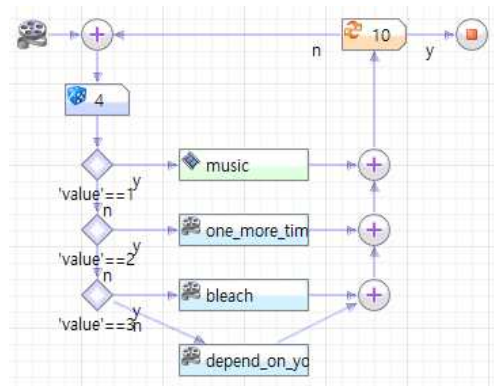 10
n
y
4
music
y
'value'==1
n
one_more_tim
y
'value'==2
n
bleach
y
'value'==3
n
depend_on_yo